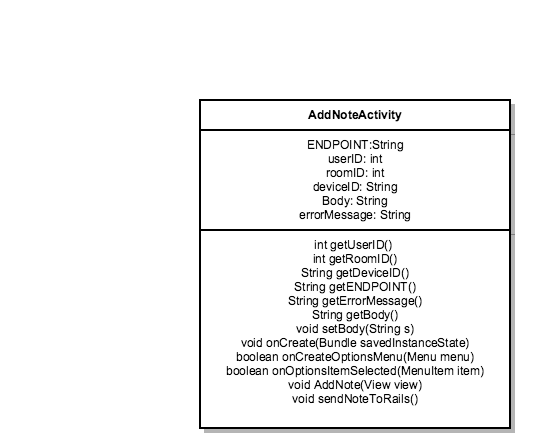 AddNoteActivity
ENDPOINT:String
userID: int
roomID: int
deviceID: String
Body: String
errorMessage: String
int getUserID()
int getRoomID()
String getDeviceID()
String getENDPOINT()
String getErrorMessage()
String getBody()
void setBody(String s)
void onCreate(Bundle savedInstanceState)
boolean onCreateOptionsMenu(Menu menu)
boolean onOptionsItemSelected(MenuItem item)
void AddNote(View view)
void sendNoteToRails()